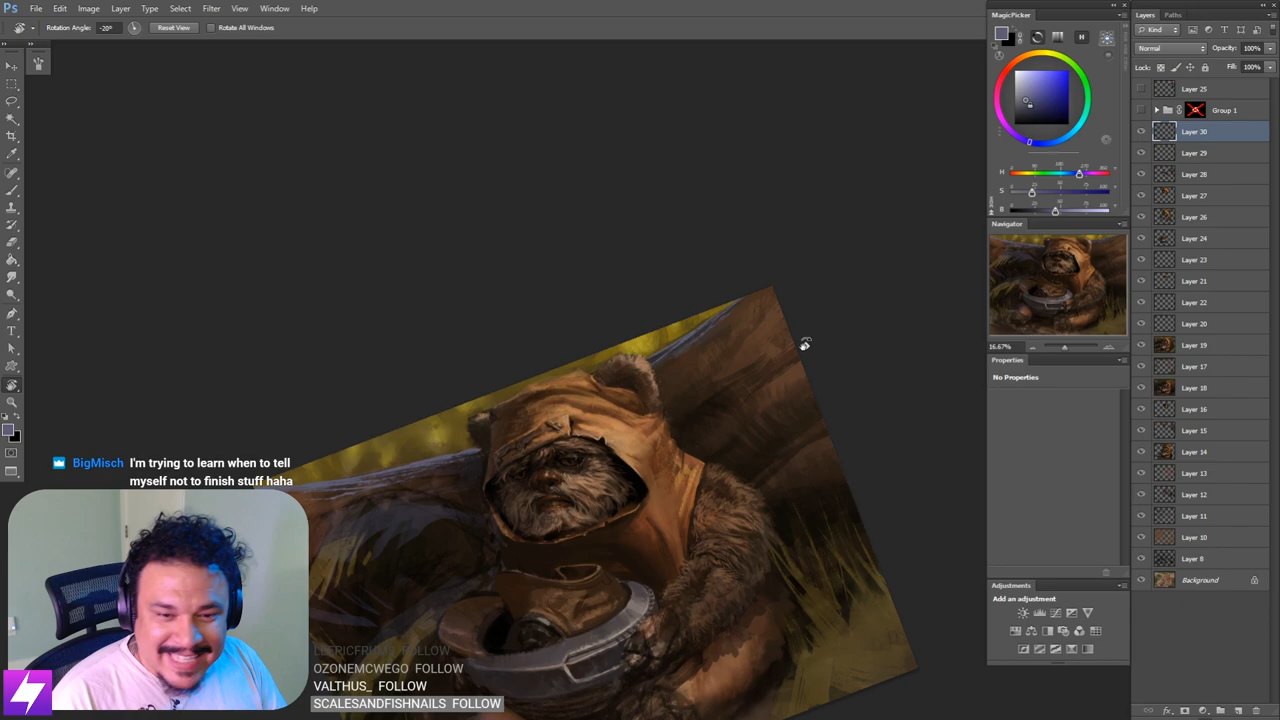 Ps File Edit Image Layer Type Select Filter View Window Help
Rotation Angle: -20° Reset View Rotate All Windows
MagicPicker
H
H
S
B
Navigator
16.67%
Properties
No Properties
Adjustments
Add an adjustment
Layers Paths
Kind
Normal Opacity: 100%
Lock: Fill: 100%
Layer 25
Group 1
Layer 30
Layer 29
Layer 28
Layer 27
Layer 26
Layer 24
Layer 23
Layer 21
Layer 22
Layer 20
Layer 19
Layer 17
Layer 18
Layer 16
Layer 15
Layer 14
Layer 13
Layer 12
Layer 11
Layer 10
Layer 8
Background
BigMisch I'm trying to learn when to tell
myself not to finish stuff haha
FOLLOW
OZONEMCWEGO FOLLOW
VALTHUS_ FOLLOW
SCALESANDFISHNAILS FOLLOW